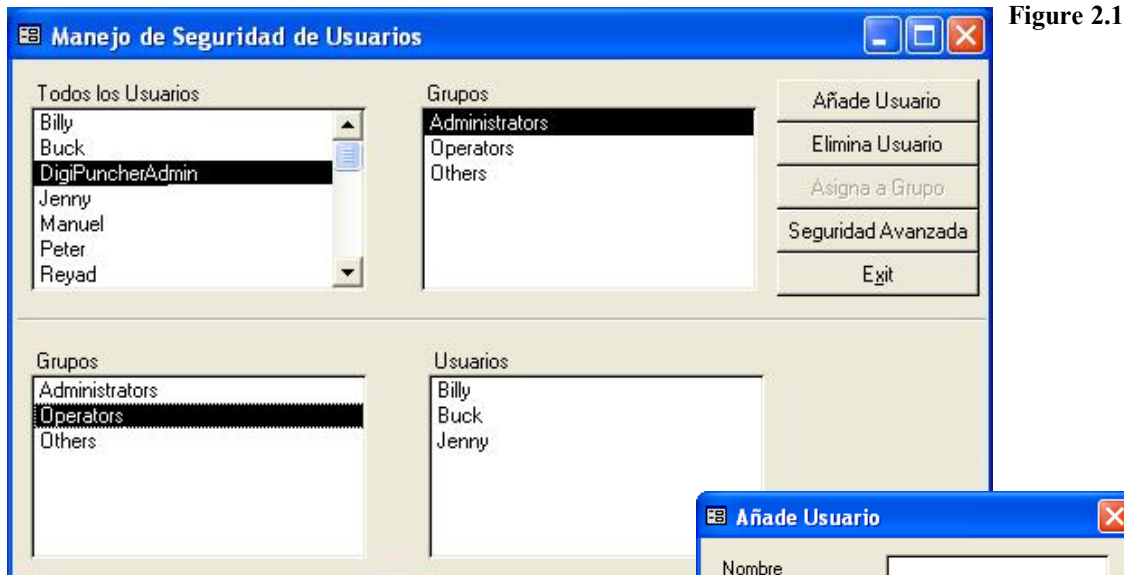 Figure 2.1
Manejo de Seguridad de Usuarios
Todos los Usuarios
Billy
Buck
DigiPuncherAdmin
Jenny
Manuel
Peter
Reyad
Grupos
Administrators
Operators
Others
Añade Usuario
Elimina Usuario
Asigna a Grupo
Seguridad Avanzada
Exit
Grupos
Administrators
Operators
Others
Usuarios
Billy
Buck
Jenny
Añade Usuario
Nombre